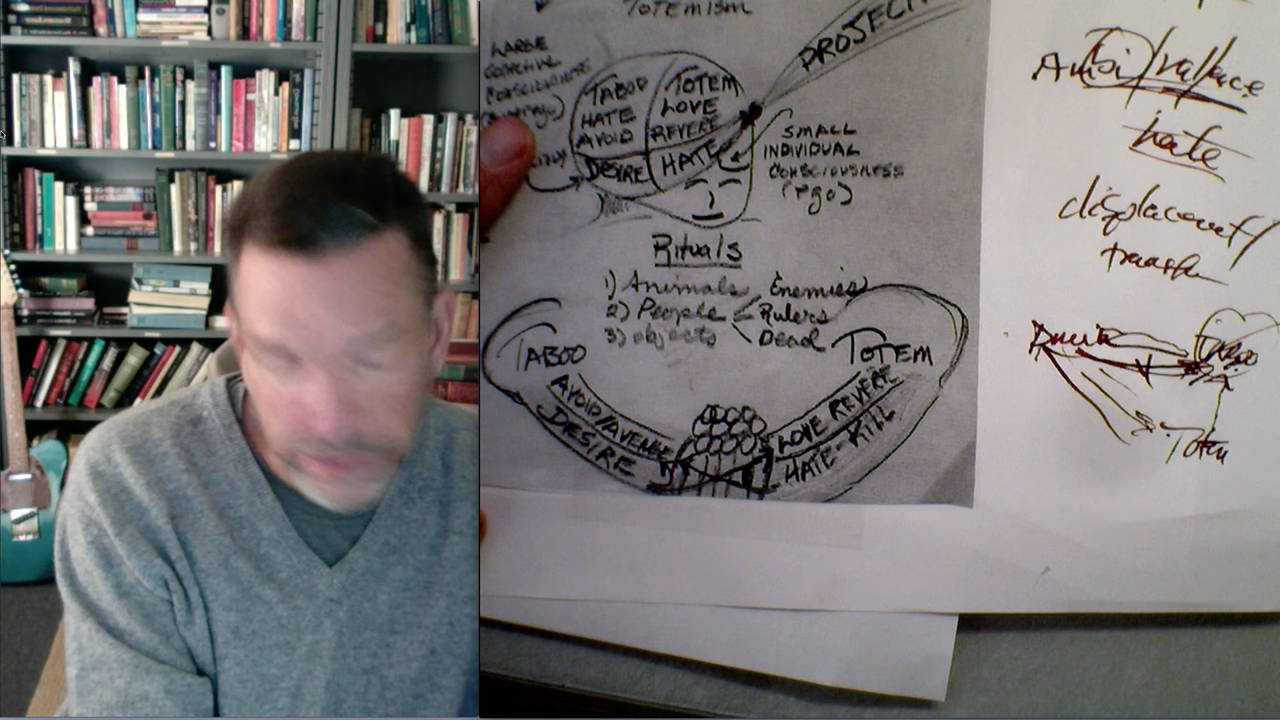 TOTEMISM
PROJECTI
LARGE
CONSCIOUSNESS
TABOO
HATE
AVOID
DESIRE
TOTEM
LOVE
REVERE
HATE
SMALL
INDIVIDUAL
CONSCIOUSNESS
(ego)
Rituals
1) Animals
2) People
3) objects
Enemies
Rulers
Dead
TABOO
AVOID//AVENGE
DESIRE
TOTEM
LOVE REVERE
HATE-KILL
Ambi/vallace
hate
displacement/
transfer
Totem